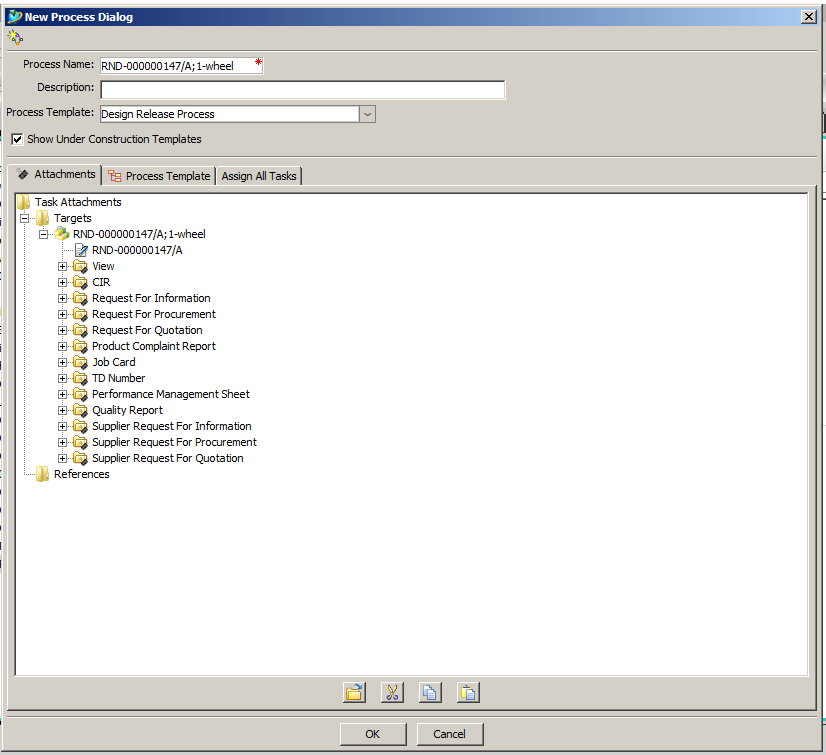 New Process Dialog
Process Name: RND-000000147/A;1-wheel *
Description:
Process Template: Design Release Process
Show Under Construction Templates
Attachments Process Template Assign All Tasks
Task Attachments
Targets
RND-000000147/A;1-wheel
RND-000000147/A
View
CIR
Request For Information
Request For Procurement
Request For Quotation
Product Complaint Report
Job Card
TD Number
Performance Management Sheet
Quality Report
Supplier Request For Information
Supplier Request For Procurement
Supplier Request For Quotation
References
OK Cancel